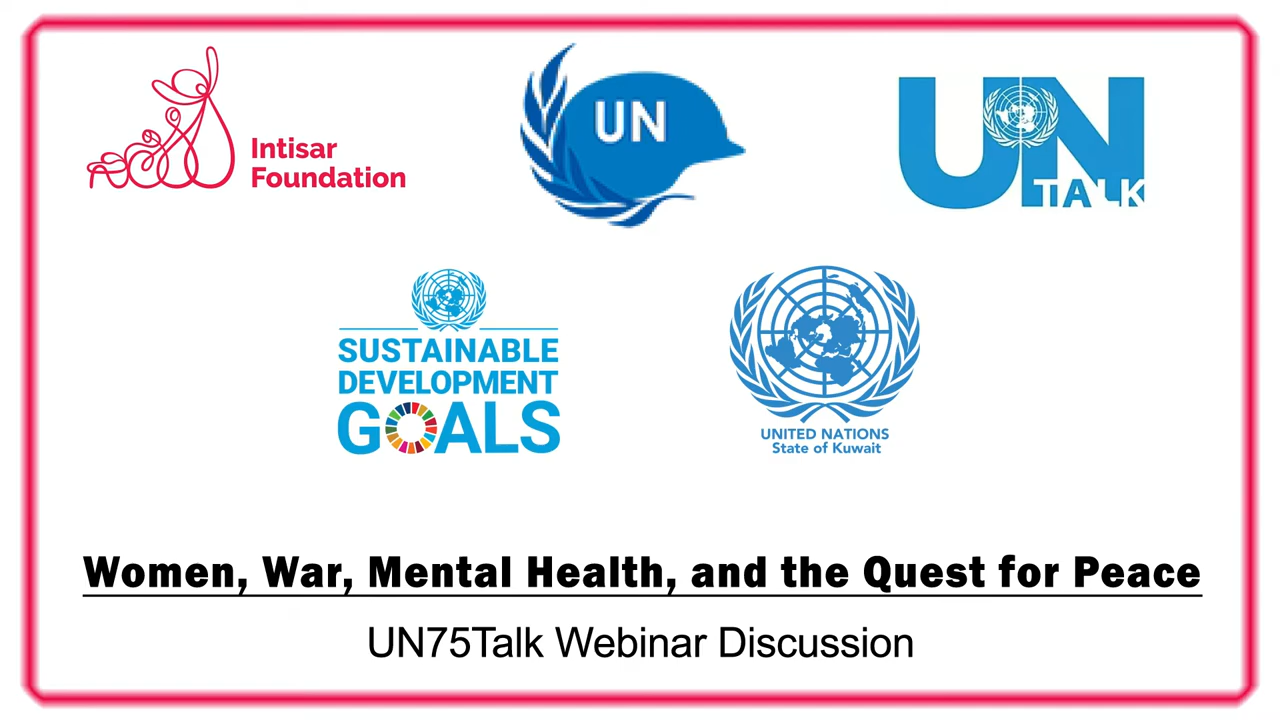 Intisar
Foundation
UN
UN
TALK
SUSTAINABLE
DEVELOPMENT
GOALS
UNITED NATIONS
State of Kuwait
Women, War, Mental Health, and the Quest for Peace
UN75Talk Webinar Discussion